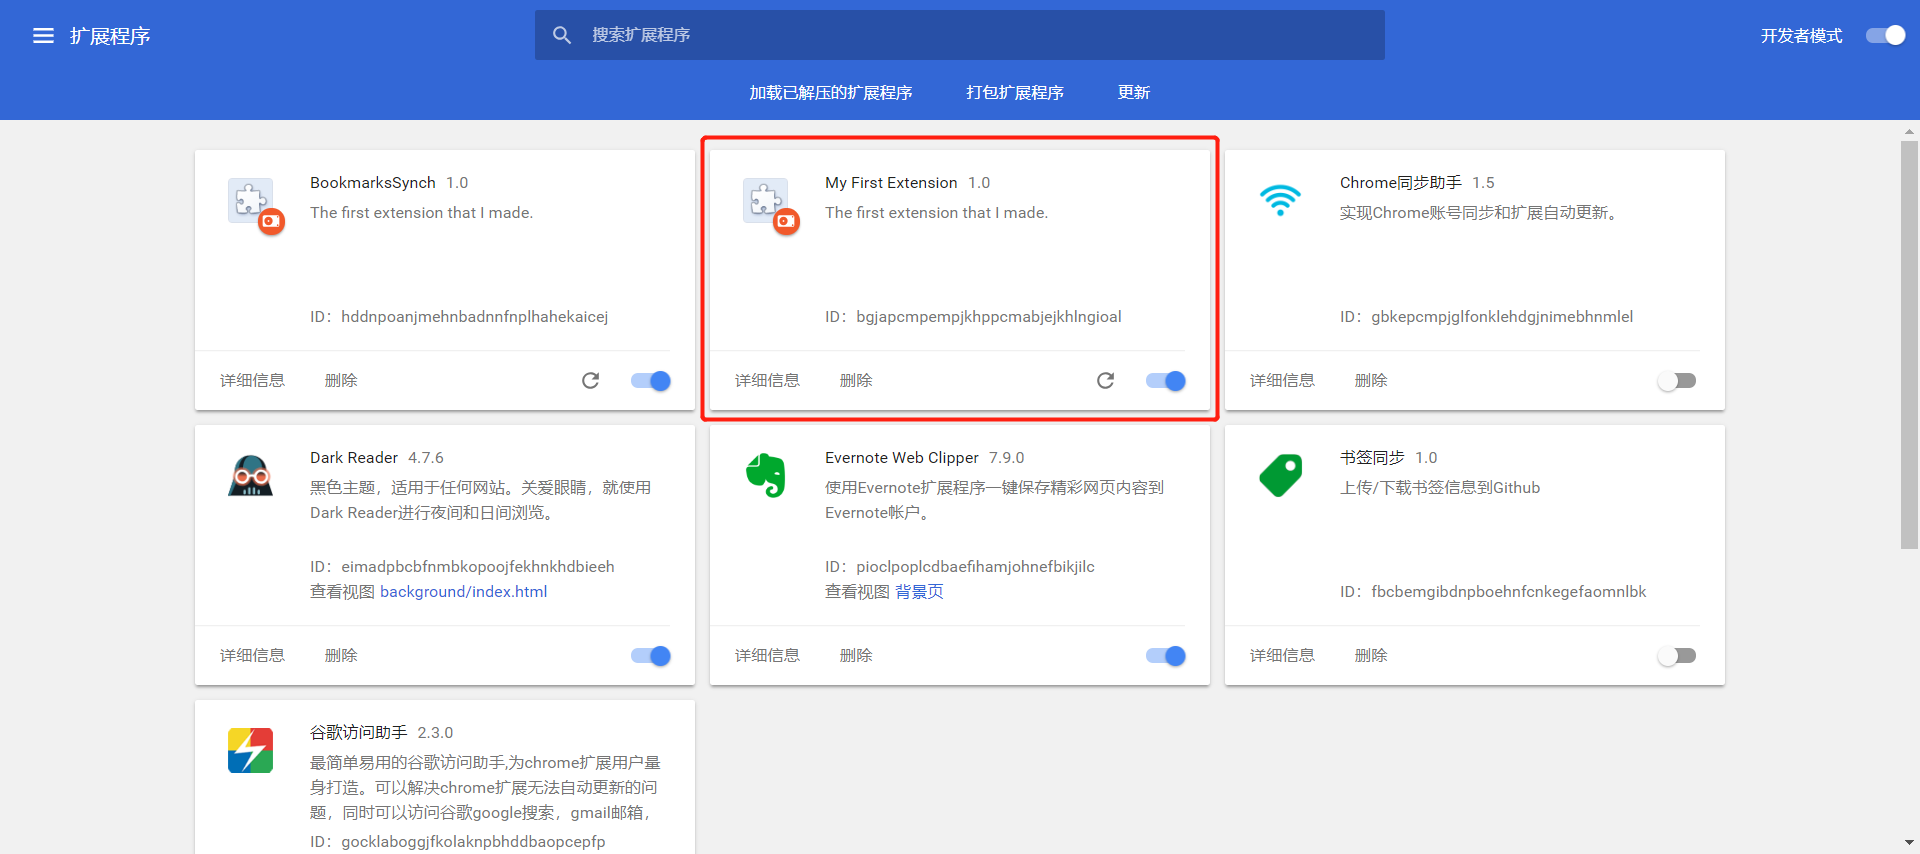 扩展程序
搜索扩展程序
开发者模式
加载已解压的扩展程序
打包扩展程序
更新
BookmarksSynch 1.0
The first extension that I made.
ID：hddnpoanjmehnbadnnfnplhahekaicej
详细信息
删除
My First Extension 1.0
The first extension that I made.
ID：bgjapcmpempjkhppcmabjejkhlngioal
详细信息
删除
Chrome同步助手 1.5
实现Chrome账号同步和扩展自动更新。
ID：gbkepcmpjglfonklehdgjnimebhnmlel
详细信息
删除
Dark Reader 4.7.6
黑色主题，适用于任何网站。关爱眼睛，就使用
Dark Reader进行夜间和日间浏览。
ID：eimadpbcbfnmbkopoojfekhnkhdbieeh
查看视图 background/index.html
详细信息
删除
Evernote Web Clipper 7.9.0
使用Evernote扩展程序一键保存精彩网页内容到
Evernote帐户。
ID：pioclpoplcdbaefihamjohnefbikjilc
查看视图 背景页
详细信息
删除
书签同步 1.0
上传/下载书签信息到Github
ID：fbcbemgibdnpboehnfcnkegefaomnlbk
详细信息
删除
谷歌访问助手 2.3.0
最简单易用的谷歌访问助手,为chrome扩展用户量
身打造。可以解决chrome扩展无法自动更新的问
题，同时可以访问谷歌google搜索，gmail邮箱，
ID：gocklaboggjfkolaknpbhddbaopcepfp